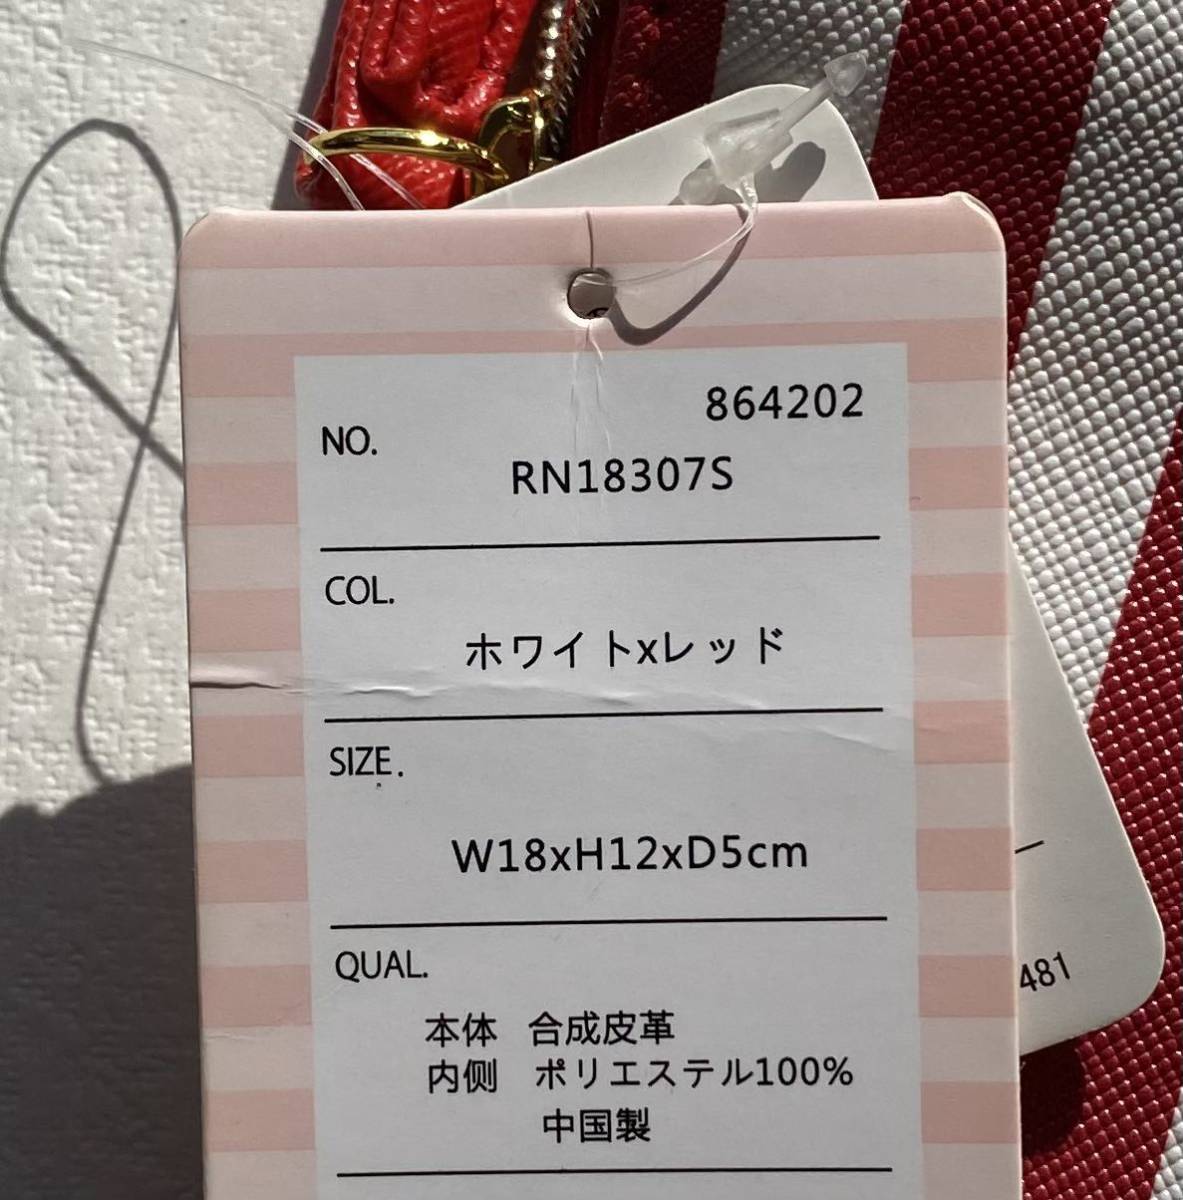 864202
NO.
RN18307S
COL.
ホワイトxレッド
SIZE.
W18xH12xD5cm
QUAL.
本体 合成皮革
内側 ポリエステル100%
中国製
481